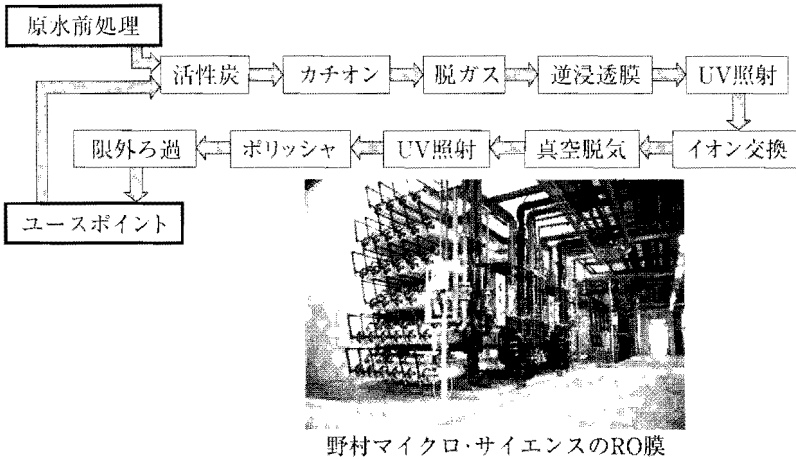 原水前処理
活性炭
カチオン
脱ガス
逆浸透膜
UV照射
イオン交換
真空脱気
UV照射
ポリッシャ
限外ろ過
ユースポイント
野村マイクロ・サイエンスのRO膜